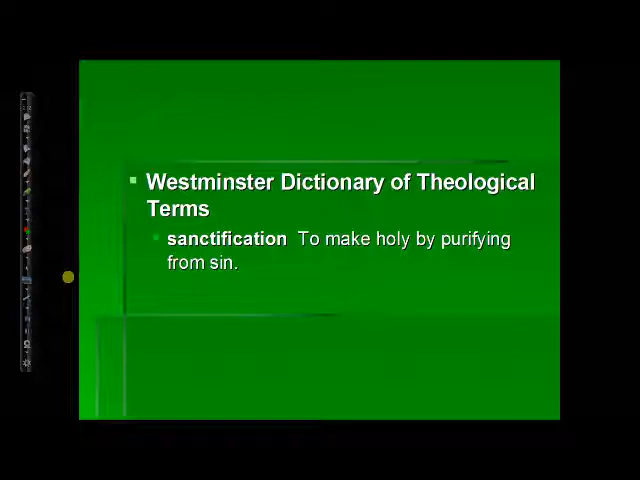 Westminster Dictionary of Theological
Terms
sanctification To make holy by purifying
from sin.